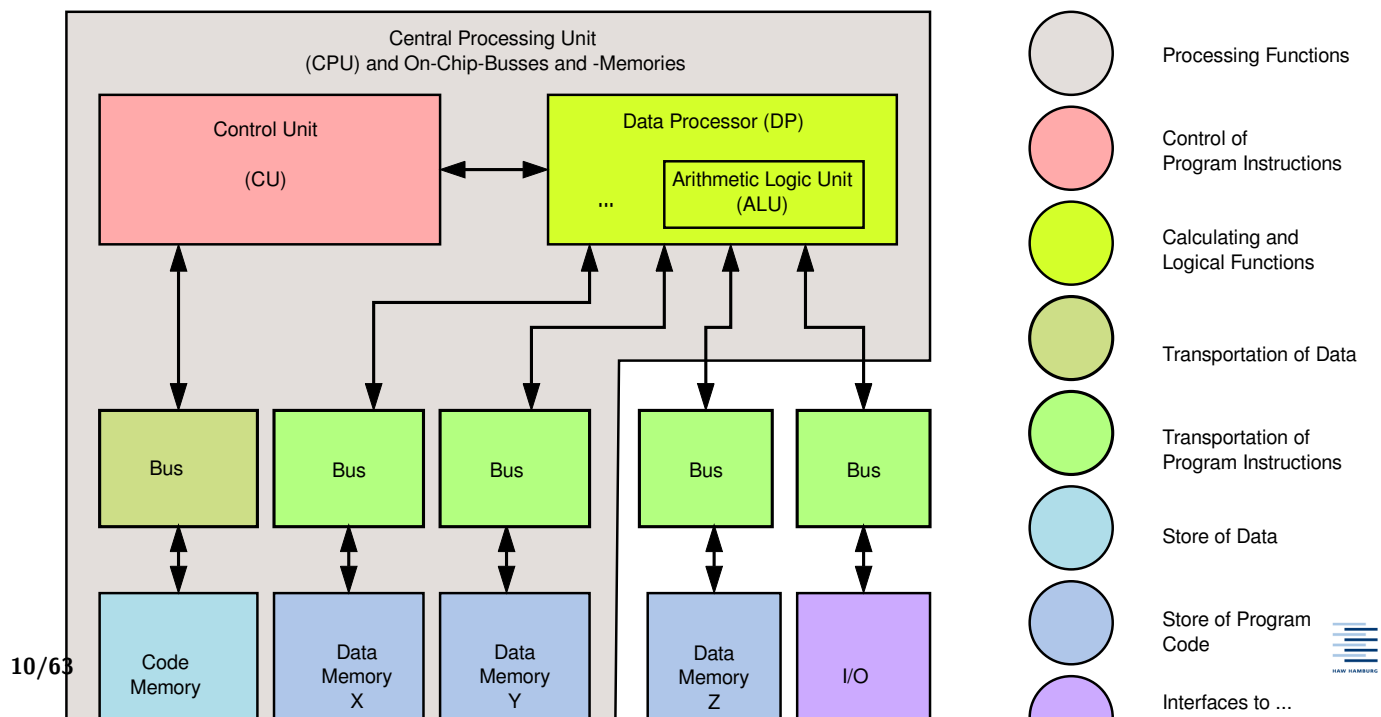 Central Processing Unit
(CPU) and On-Chip-Busses and -Memories
Control Unit
(CU)
Data Processor (DP)
...
Arithmetic Logic Unit
(ALU)
Bus
Bus
Bus
Bus
Bus
Code
Memory
Data
Memory
X
Data
Memory
Y
Data
Memory
Z
I/O
Processing Functions
Control of
Program Instructions
Calculating and
Logical Functions
Transportation of Data
Transportation of
Program Instructions
Store of Data
Store of Program
Code
Interfaces to ...
10/63
HAW HAMBURG